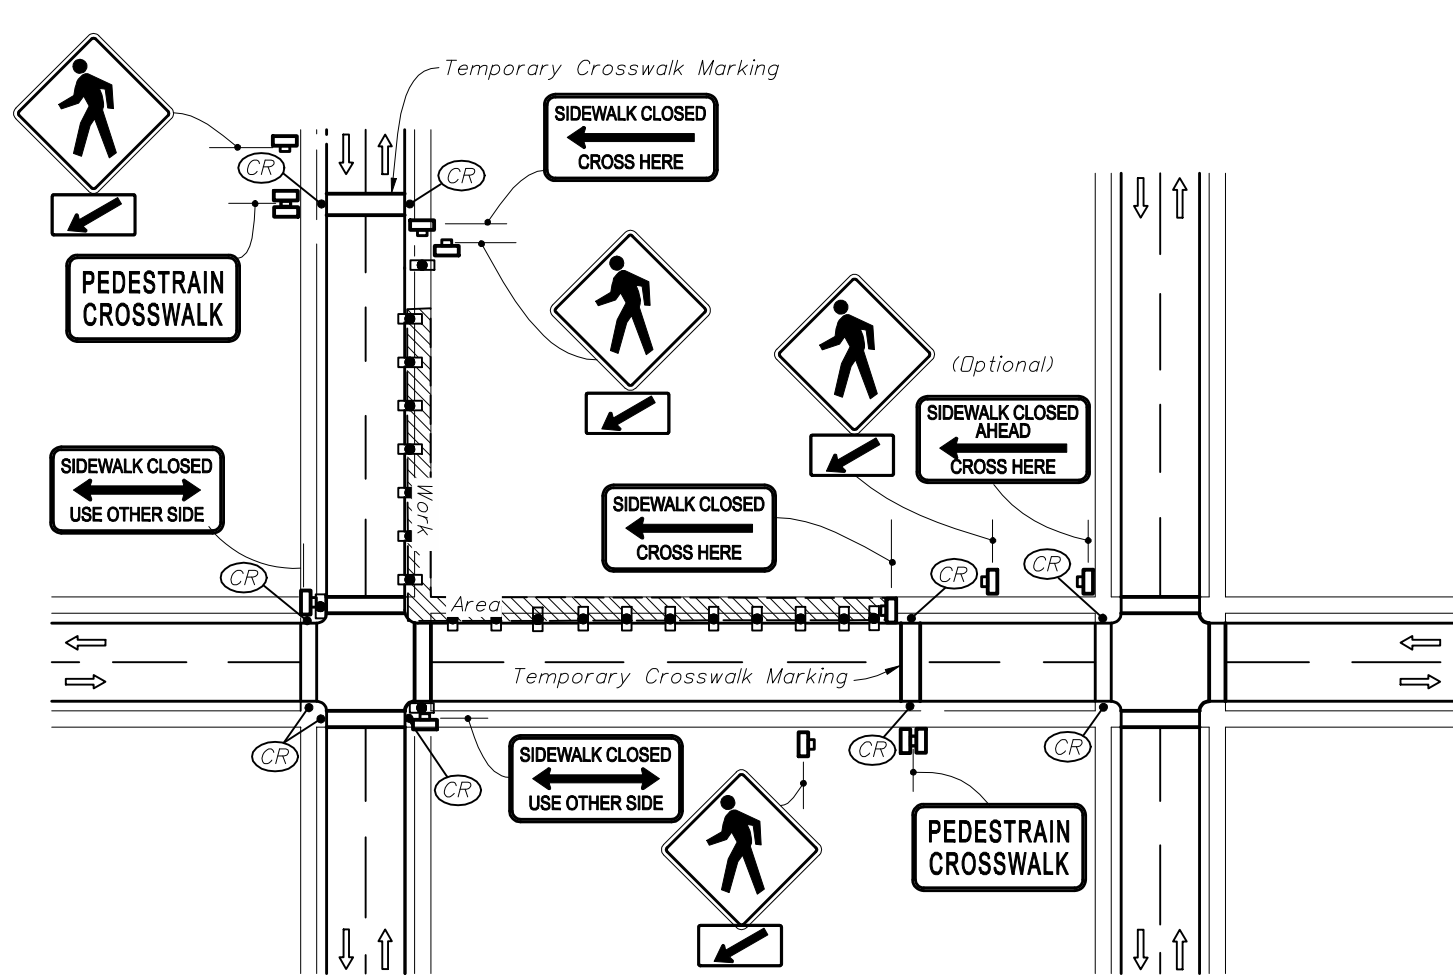 Temporary Crosswalk Marking
SIDEWALK CLOSED
CROSS HERE
CR
CR
PEDESTRAIN
CROSSWALK
(Optional)
SIDEWALK CLOSED
AHEAD
CROSS HERE
SIDEWALK CLOSED
USE OTHER SIDE
SIDEWALK CLOSED
CROSS HERE
Work
Area
CR
CR
CR
Temporary Crosswalk Marking
CR
CR
CR
CR
SIDEWALK CLOSED
USE OTHER SIDE
PEDESTRAIN
CROSSWALK